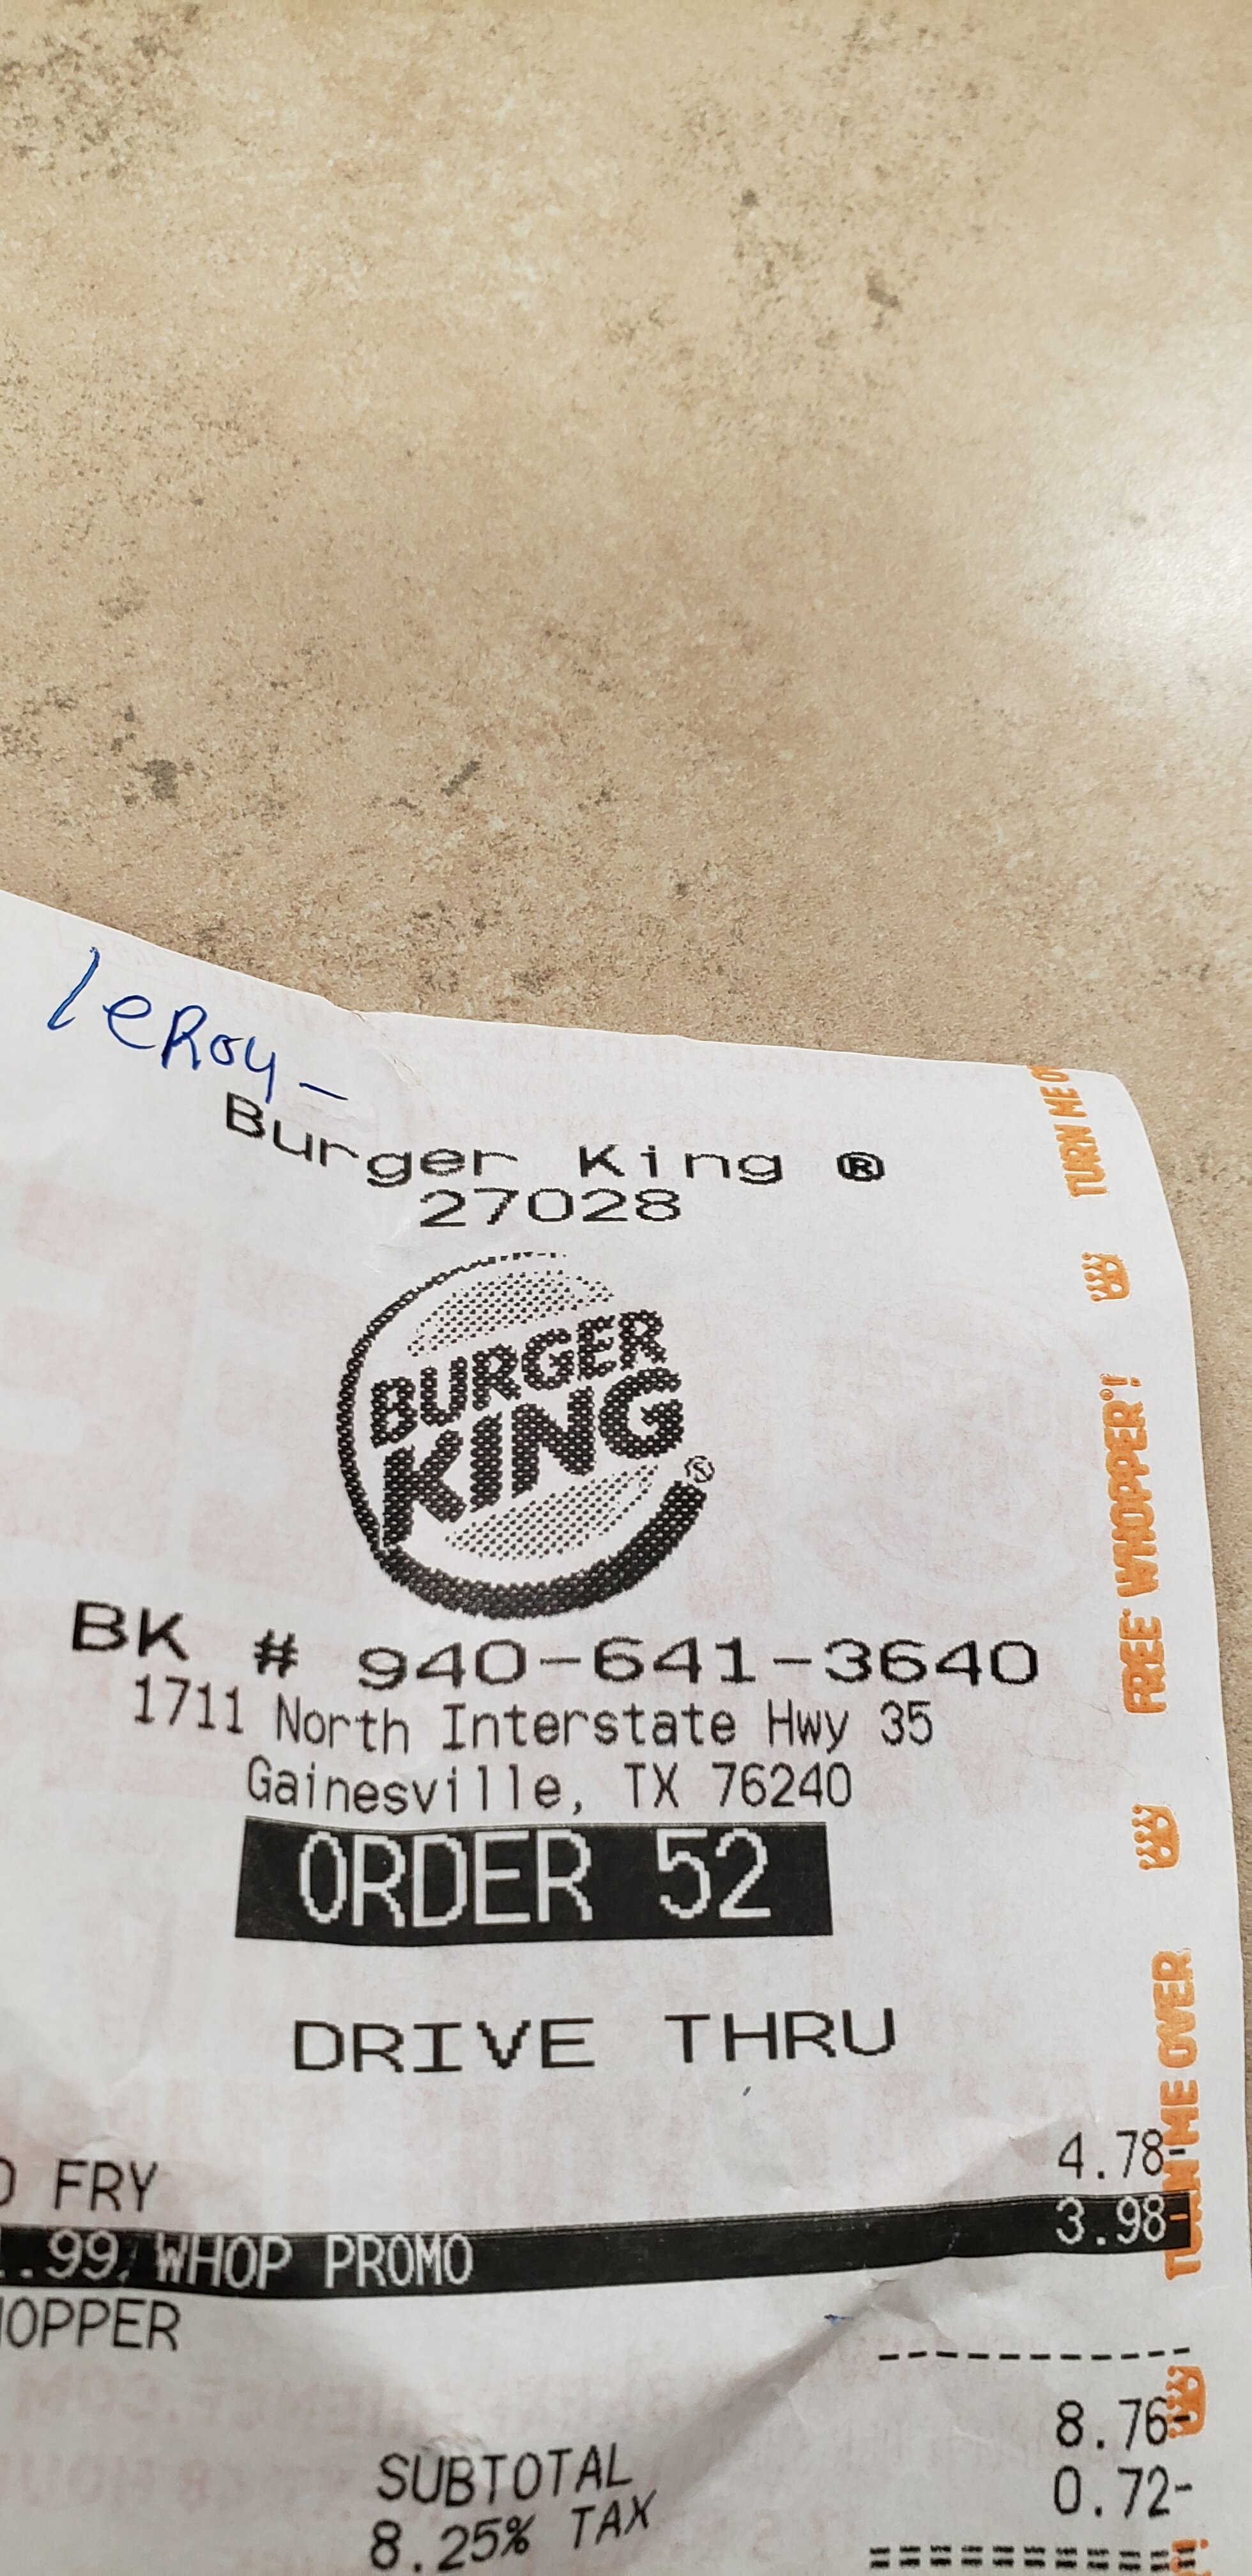 leRoy-
Burger King ®
27028
BURGER
KING ®
BK # 940-641-3640
1711 North Interstate Hwy 35
Gainesville, TX 76240
ORDER 52
DRIVE THRU
FRY 4.78-
.99 WHOP PROMO 3.98-
OPPER
8.76-
SUBTOTAL 0.72-
8.25% TAX
TURN ME O
FREE WHOPPER®!
TURN ME OVER